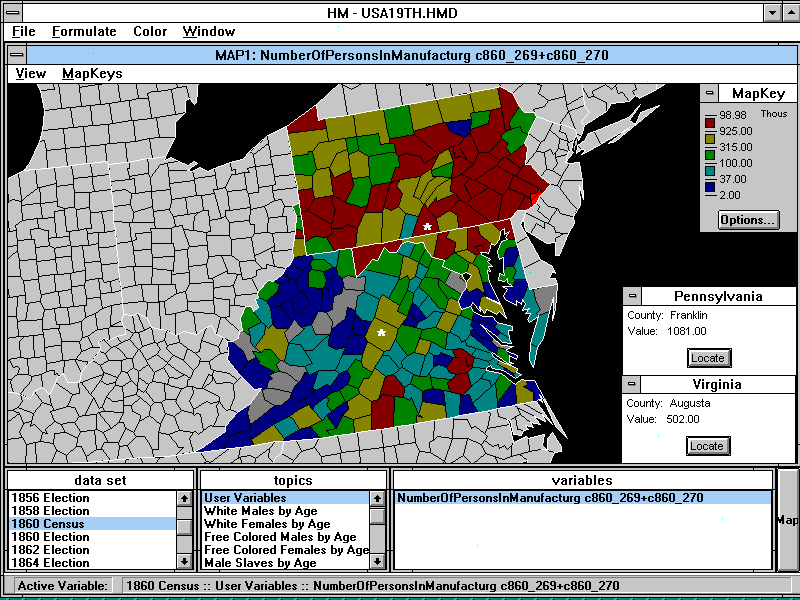 HM - USA19TH.HMD
File Formulate Color Window
MAP1: NumberOfPersonsInManufacturg c860_269+c860_270
View MapKeys
MapKey
98.98 Thous
925.00
315.00
100.00
37.00
2.00
Options...
*
*
Pennsylvania
County: Franklin
Value: 1081.00
Locate
Virginia
County: Augusta
Value: 502.00
Locate
data set
1856 Election
1858 Election
1860 Census
1860 Election
1862 Election
1864 Election
topics
User Variables
White Males by Age
White Females by Age
Free Colored Males by Age
Free Colored Females by Age
Male Slaves by Age
variables
NumberOfPersonsInManufacturg c860_269+c860_270
Map
Active Variable: 1860 Census :: User Variables :: NumberOfPersonsInManufacturg c860_269+c860_270